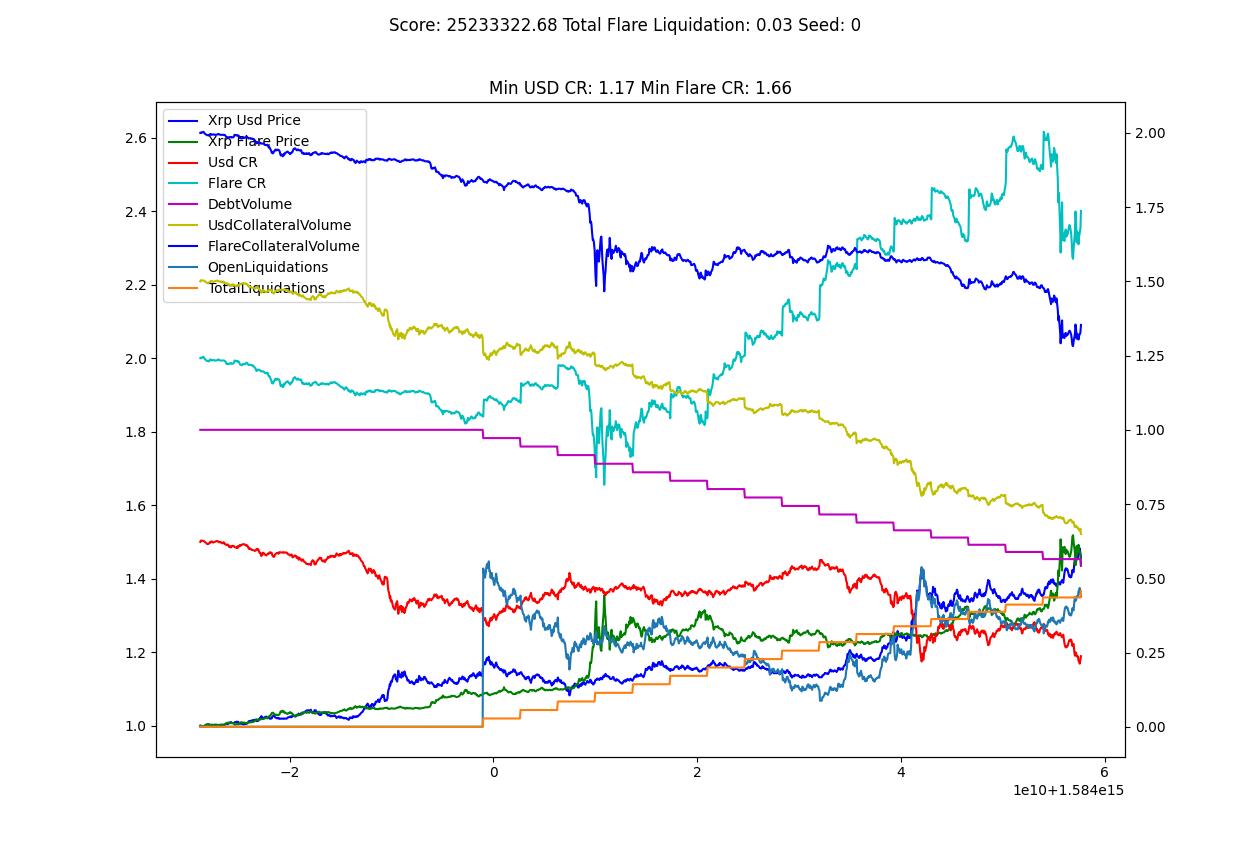 Score: 25233322.68 Total Flare Liquidation: 0.03 Seed: 0
Min USD CR: 1.17 Min Flare CR: 1.66
Xrp Usd Price
Xrp Flare Price
Usd CR
Flare CR
DebtVolume
UsdCollateralVolume
FlareCollateralVolume
OpenLiquidations
TotalLiquidations
2.6
2.4
2.2
2.0
1.8
1.6
1.4
1.2
1.0
2.00
1.75
1.50
1.25
1.00
0.75
0.50
0.25
0.00
−2 0 2 4 6
1e10+1.584e15